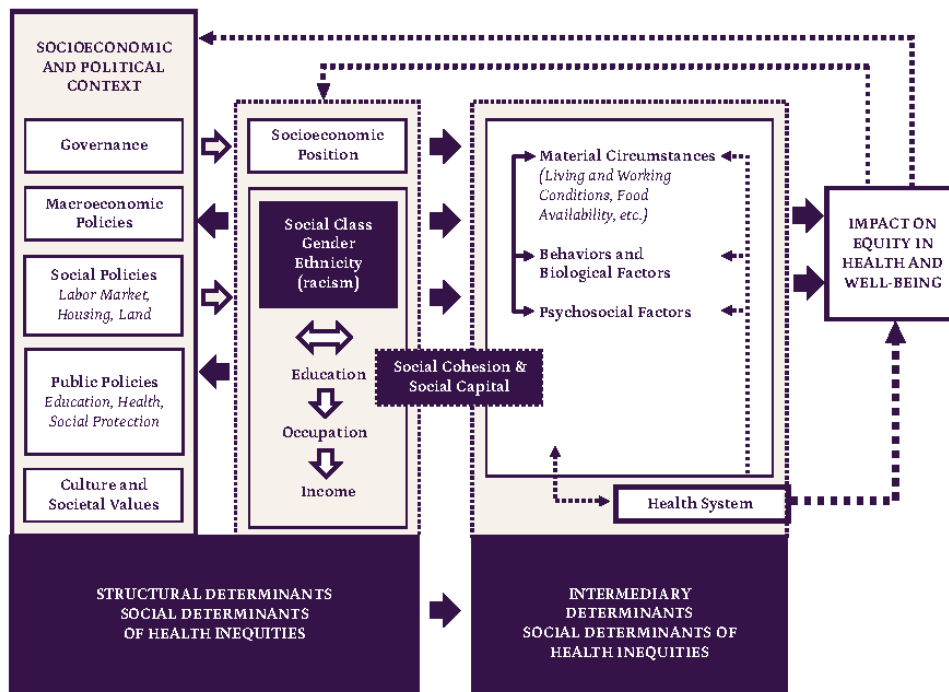 SOCIOECONOMIC
AND POLITICAL
CONTEXT
Governance
Macroeconomic
Policies
Social Policies
Labor Market,
Housing, Land
Public Policies
Education, Health,
Social Protection
Culture and
Societal Values
Socioeconomic
Position
Social Class
Gender
Ethnicity
(racism)
Education
Occupation
Income
Social Cohesion &
Social Capital
Material Circumstances
(Living and Working
Conditions, Food
Availability, etc.)
Behaviors and
Biological Factors
Psychosocial Factors
Health System
IMPACT ON
EQUITY IN
HEALTH AND
WELL-BEING
STRUCTURAL DETERMINANTS
SOCIAL DETERMINANTS
OF HEALTH INEQUITIES
INTERMEDIARY
DETERMINANTS
SOCIAL DETERMINANTS OF
HEALTH INEQUITIES